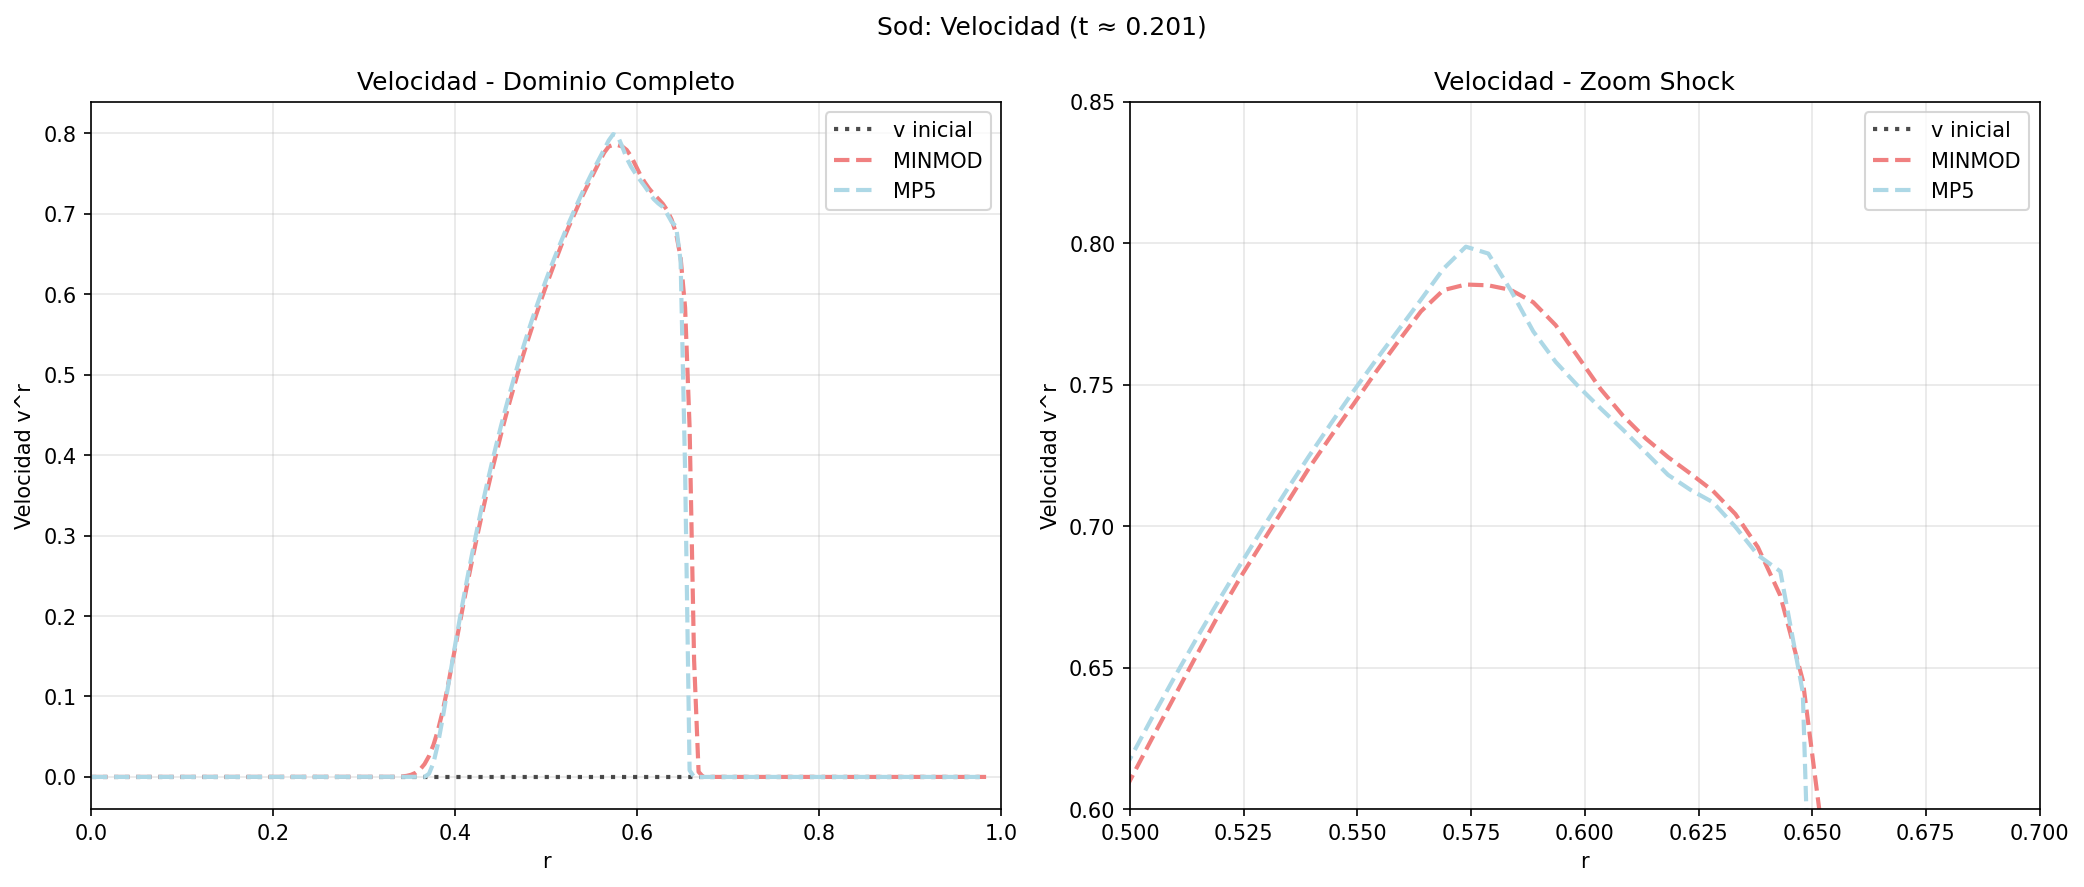 Sod: Velocidad (t ≈ 0.201)
Velocidad - Dominio Completo
Velocidad v^r
0.8
0.7
0.6
0.5
0.4
0.3
0.2
0.1
0.0
v inicial
MINMOD
MP5
0.0 0.2 0.4 0.6 0.8 1.0
r
Velocidad - Zoom Shock
Velocidad v^r
0.85
0.80
0.75
0.70
0.65
0.60
v inicial
MINMOD
MP5
0.500 0.525 0.550 0.575 0.600 0.625 0.650 0.675 0.700
r